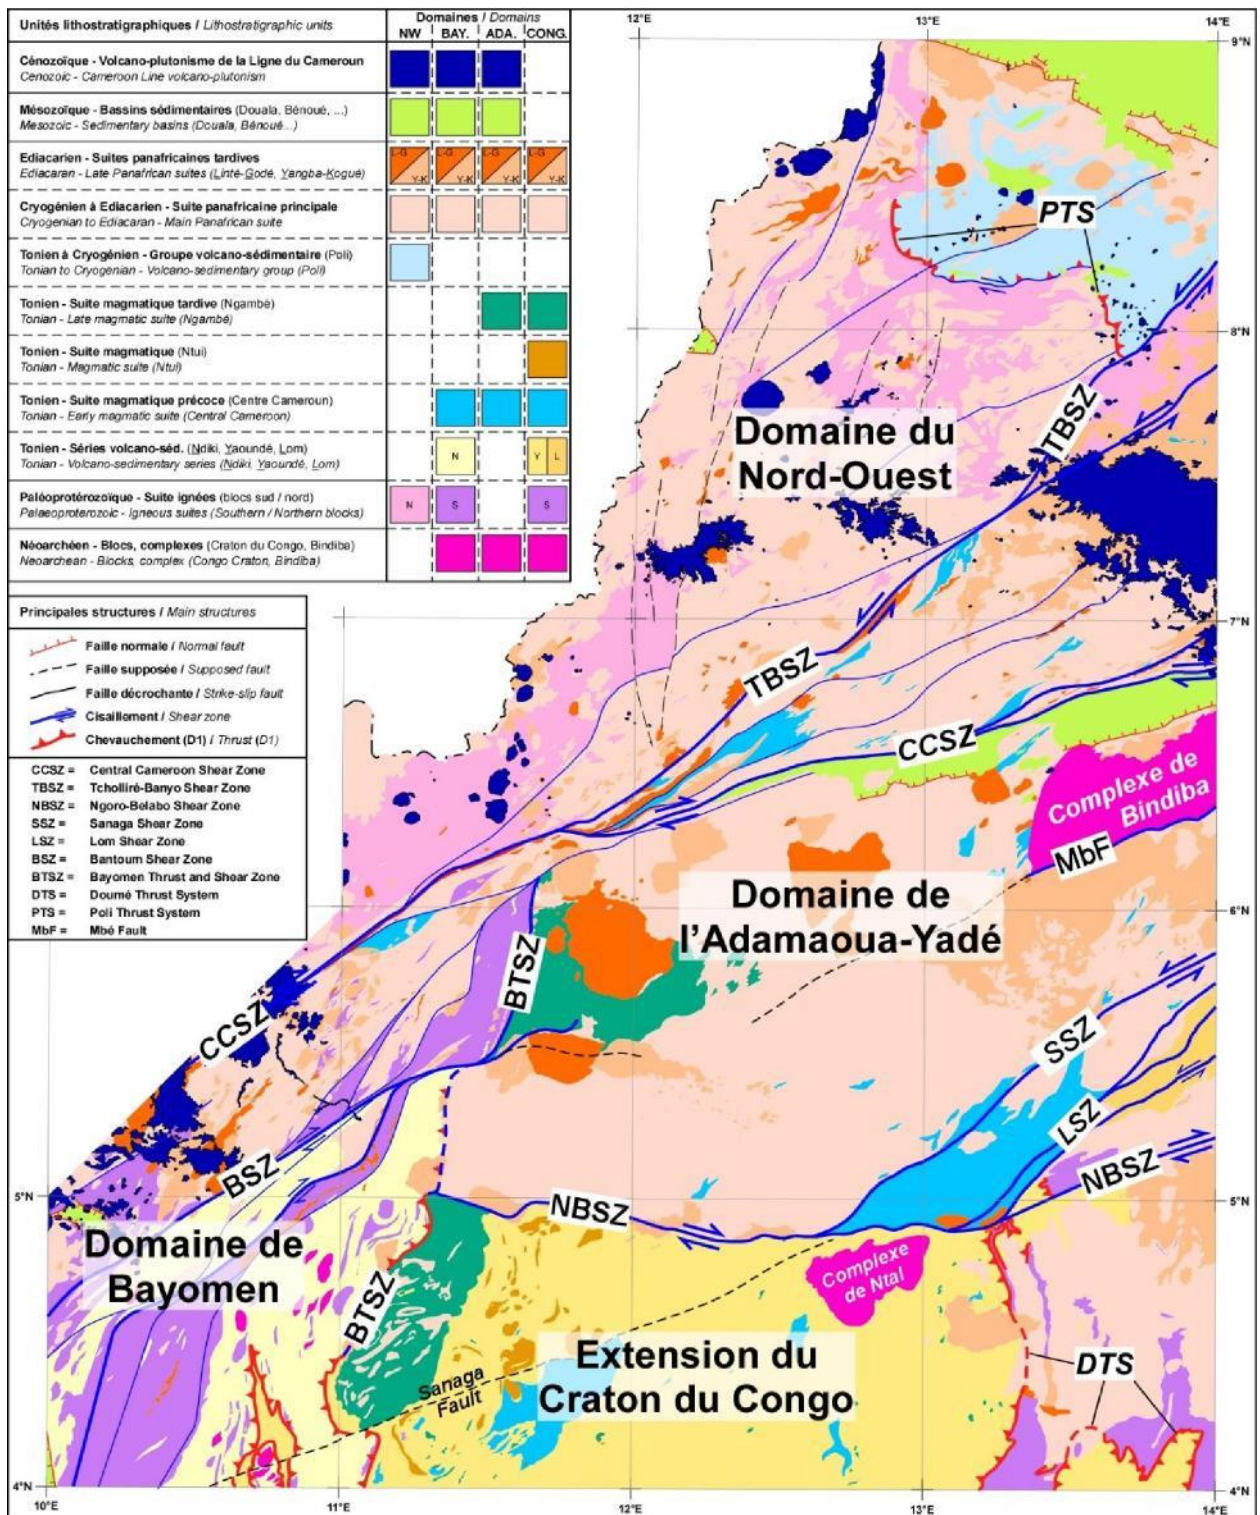 Unités lithostratigraphiques / Lithostratigraphic units
Domaines / Domains
NW BAY. ADA. CONG.
Cénozoïque - Volcano-plutonisme de la Ligne du Cameroun
Cenozoic - Cameroon Line volcano-plutonism
Mésozoïque - Bassins sédimentaires (Douala, Bénoué, ...)
Mesozoic - Sedimentary basins (Douala, Bénoué...)
Ediacarien - Suites panafricaines tardives
Ediacaran - Late Panafrican suites (Linté-Godé, Yangba-Kogué)
L-G Y-K L-G Y-K L-G Y-K L-G Y-K
Cryogénien à Ediacarien - Suite panafricaine principale
Cryogenian to Ediacaran - Main Panafrican suite
Tonien à Cryogénien - Groupe volcano-sédimentaire (Poli)
Tonian to Cryogenian - Volcano-sedimentary group (Poli)
Tonien - Suite magmatique tardive (Ngambé)
Tonian - Late magmatic suite (Ngambé)
Tonien - Suite magmatique (Ntui)
Tonian - Magmatic suite (Ntui)
Tonien - Suite magmatique précoce (Centre Cameroun)
Tonian - Early magmatic suite (Central Cameroon)
Tonien - Séries volcano-séd. (Ndiki, Yaoundé, Lom)
Tonian - Volcano-sedimentary series (Ndiki, Yaoundé, Lom)
N Y L
Paléoprotérozoïque - Suite ignées (blocs sud / nord)
Palaeoproterozoic - Igneous suites (Southern / Northern blocks)
N S S
Néoarchéen - Blocs, complexes (Craton du Congo, Bindiba)
Neoarchean - Blocks, complex (Congo Craton, Bindiba)
Principales structures / Main structures
Faille normale / Normal fault
Faille supposée / Supposed fault
Faille décrochante / Strike-slip fault
Cisaillement / Shear zone
Chevauchement (D1) / Thrust (D1)
CCSZ = Central Cameroon Shear Zone
TBSZ = Tcholliré-Banyo Shear Zone
NBSZ = Ngoro-Belabo Shear Zone
SSZ = Sanaga Shear Zone
LSZ = Lom Shear Zone
BSZ = Bantoum Shear Zone
BTSZ = Bayomen Thrust and Shear Zone
DTS = Doumé Thrust System
PTS = Poli Thrust System
MbF = Mbé Fault
12°E 13°E 14°E
9°N
PTS
8°N
TBSZ
Domaine du
Nord-Ouest
7°N
TBSZ
CCSZ
Complexe de
Bindiba
MbF
Domaine de
l'Adamaoua-Yadé
6°N
BTSZ
CCSZ
SSZ
LSZ
BSZ
NBSZ
5°N
NBSZ
5°N
Domaine de
Bayomen
Complexe
de Ntal
BTSZ
Extension du
Craton du Congo
Sanaga
Fault
DTS
4°N
4°N
10°E 11°E 12°E 13°E 14°E